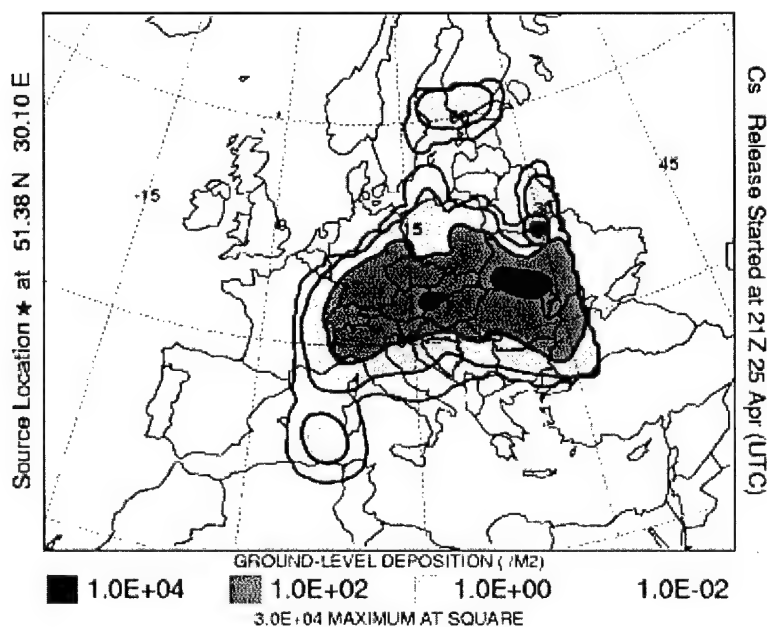 Source Location ★ at 51.38 N 30.10 E
-15
15
45
Cs Release Started at 21Z 25 Apr (UTC)
GROUND-LEVEL DEPOSITION ( /M2)
1.0E+04 1.0E+02 1.0E+00 1.0E-02
3.0E+04 MAXIMUM AT SQUARE